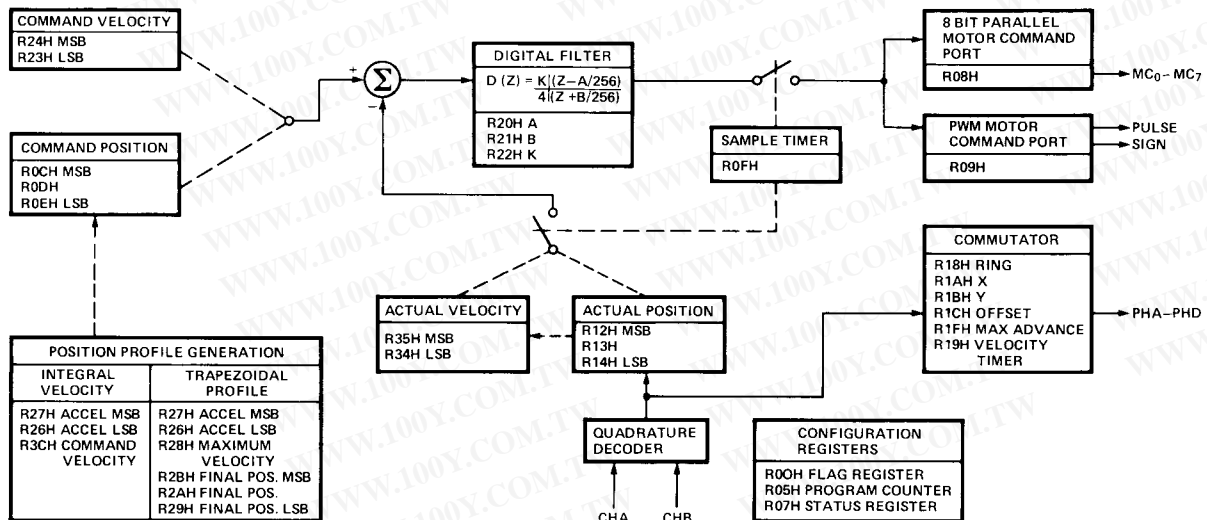 COMMAND VELOCITY
R24H MSB
R23H LSB
COMMAND POSITION
R0CH MSB
R0DH
R0EH LSB
POSITION PROFILE GENERATION
INTEGRAL
VELOCITY
R27H ACCEL MSB
R26H ACCEL LSB
R3CH COMMAND
VELOCITY
TRAPEZOIDAL
PROFILE
R27H ACCEL MSB
R26H ACCEL LSB
R28H MAXIMUM
VELOCITY
R2BH FINAL POS. MSB
R2AH FINAL POS.
R29H FINAL POS. LSB
+
Σ
−
DIGITAL FILTER
D (Z) = K|(Z−A/256)
4|(Z +B/256)
R20H A
R21H B
R22H K
SAMPLE TIMER
R0FH
8 BIT PARALLEL
MOTOR COMMAND
PORT
R08H
MC0−MC7
PWM MOTOR
COMMAND PORT
R09H
PULSE
SIGN
ACTUAL VELOCITY
R35H MSB
R34H LSB
ACTUAL POSITION
R12H MSB
R13H
R14H LSB
COMMUTATOR
R18H RING
R1AH X
R1BH Y
R1CH OFFSET
R1FH MAX ADVANCE
R19H VELOCITY
TIMER
PHA−PHD
QUADRATURE
DECODER
CHA CHB
CONFIGURATION
REGISTERS
R0OH FLAG REGISTER
R05H PROGRAM COUNTER
R07H STATUS REGISTER
WWW.100Y.COM.TW